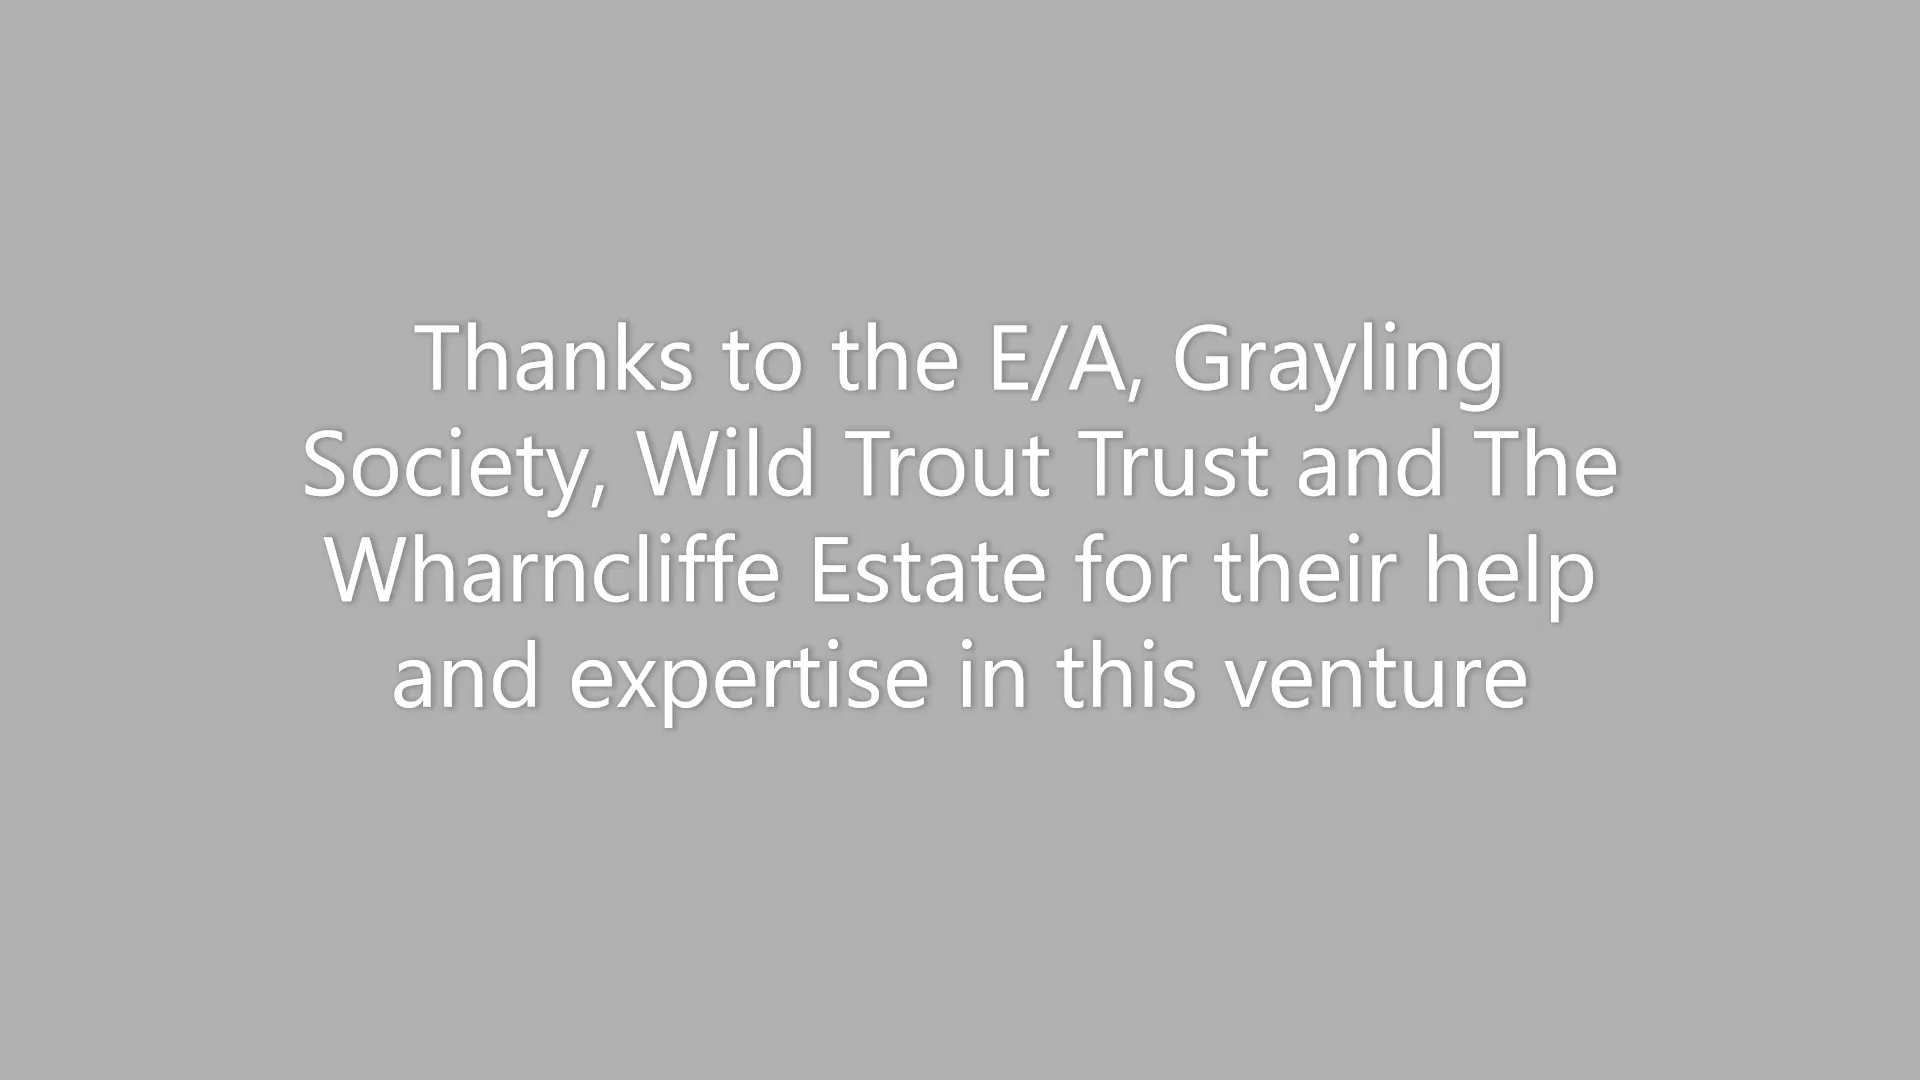 Thanks to the E/A, Grayling
Society, Wild Trout Trust and The
Wharncliffe Estate for their help
and expertise in this venture